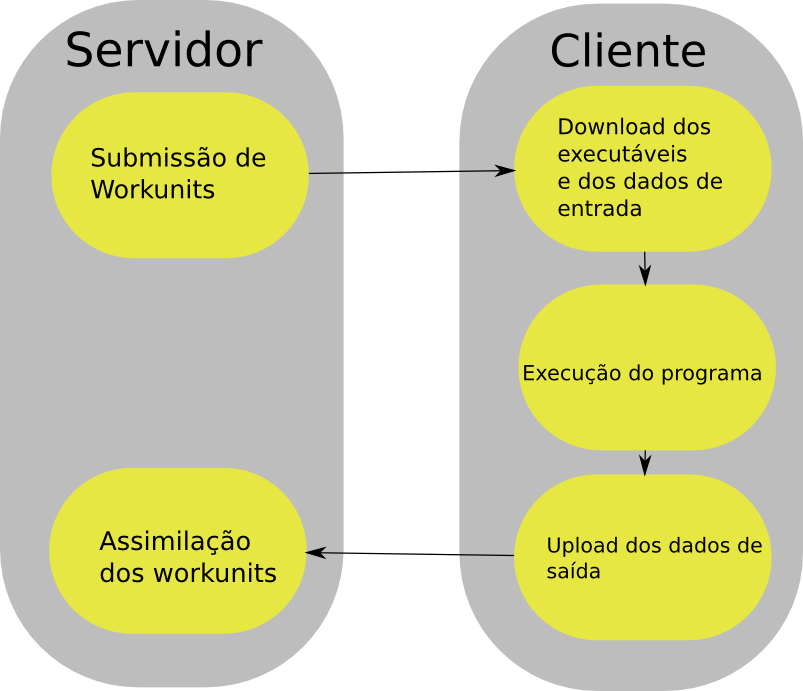 Servidor
Submissão de
Workunits
Assimilação
dos workunits
Cliente
Download dos
executáveis
e dos dados de
entrada
Execução do programa
Upload dos dados de
saída